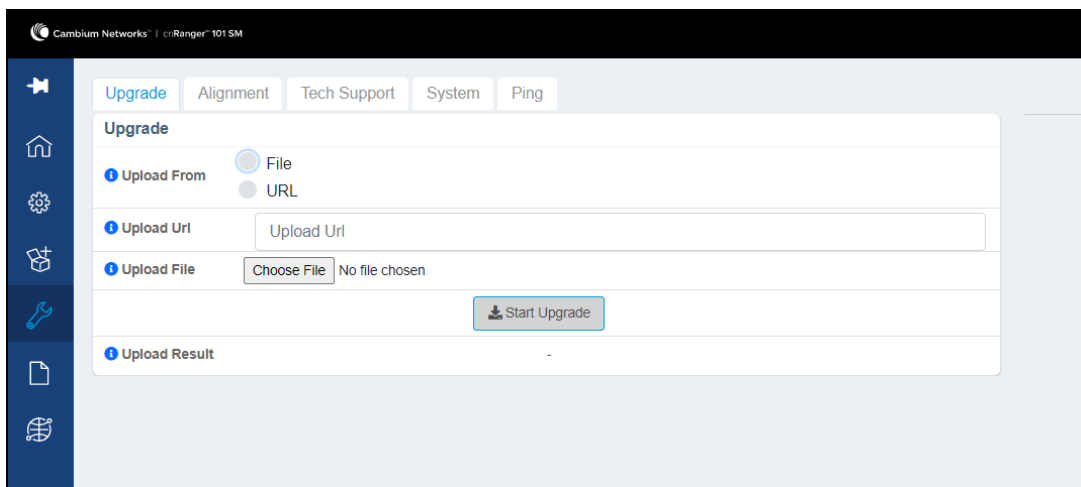 Cambium Networks™ | cnRanger™ 101 SM
Upgrade Alignment Tech Support System Ping
Upgrade
Upload From
File
URL
Upload Url
Upload Url
Upload File Choose File No file chosen
Start Upgrade
Upload Result -